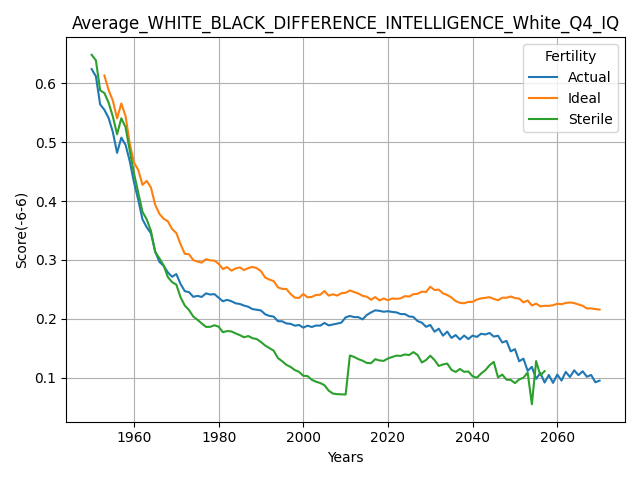 Average_WHITE_BLACK_DIFFERENCE_INTELLIGENCE_White_Q4_IQ
Fertility
Actual
Ideal
Sterile
Score(-6-6)
0.6
0.5
0.4
0.3
0.2
0.1
1960
1980
2000
2020
2040
2060
Years